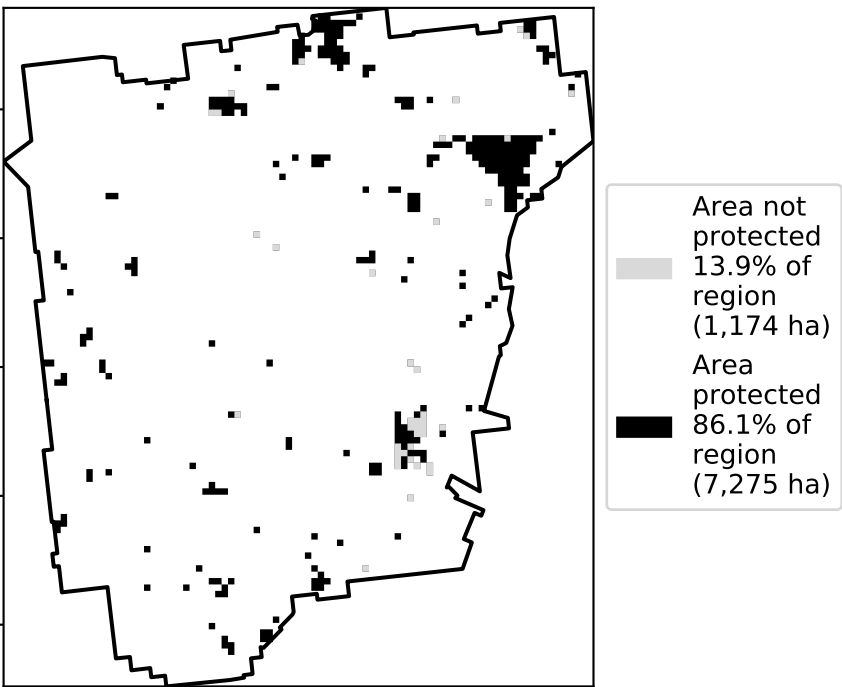 Area not
protected
13.9% of
region
(1,174 ha)
Area
protected
86.1% of
region
(7,275 ha)